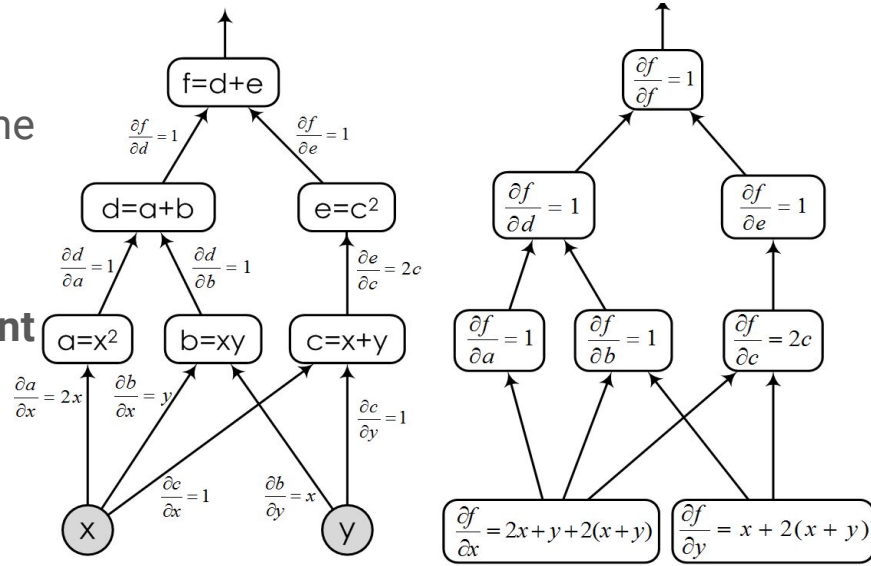 ne
nt
f=d+e
∂f/∂d = 1
∂f/∂e = 1
d=a+b
e=c²
∂d/∂a = 1
∂d/∂b = 1
∂e/∂c = 2c
a=x²
b=xy
c=x+y
∂a/∂x = 2x
∂b/∂x = y
∂c/∂y = 1
∂c/∂x = 1
∂b/∂y = x
x
y
∂f/∂f = 1
∂f/∂d = 1
∂f/∂e = 1
∂f/∂a = 1
∂f/∂b = 1
∂f/∂c = 2c
∂f/∂x = 2x+y+2(x+y)
∂f/∂y = x + 2(x + y)